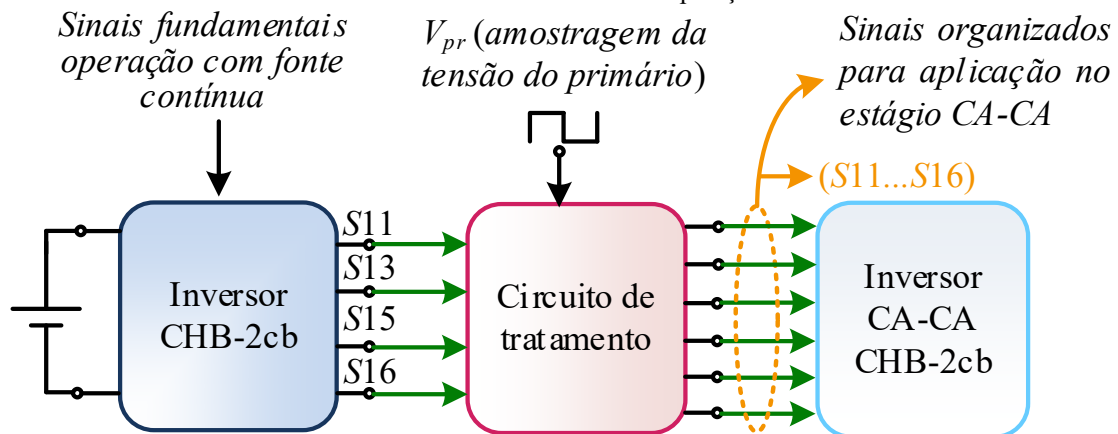 Sinais fundamentais
operação com fonte
contínua
V_pr (amostragem da
tensão do primário)
Sinais organizados
para aplicação no
estágio CA-CA
(S11...S16)
Inversor
CHB-2cb
S11
S13
S15
S16
Circuito de
tratamento
Inversor
CA-CA
CHB-2cb